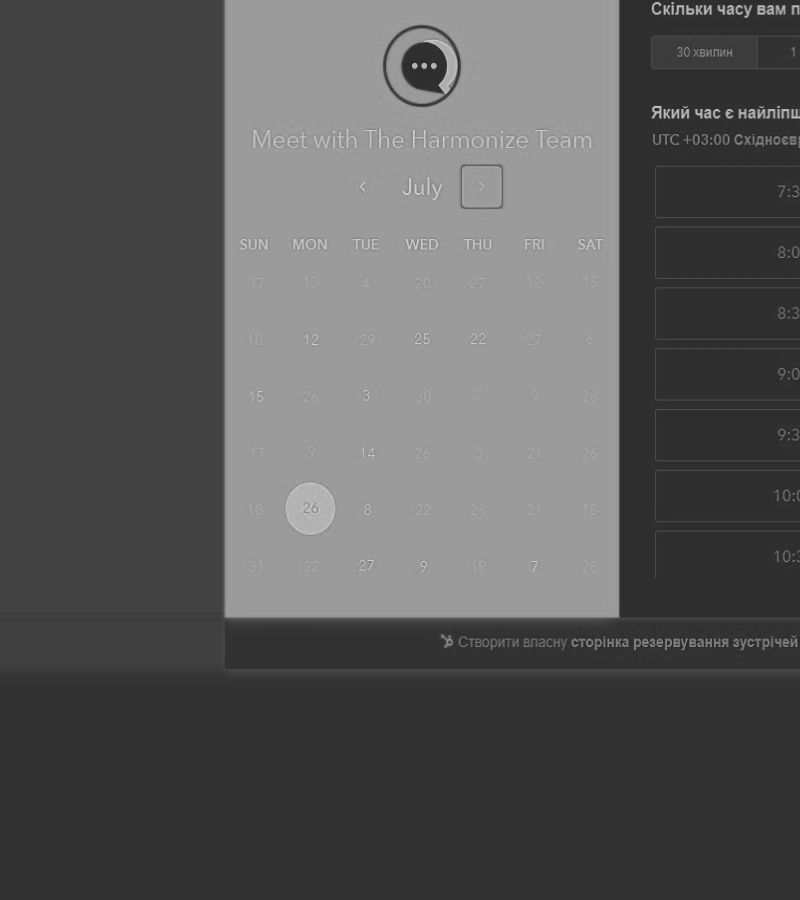 Meet with The Harmonize Team
July
SUN MON TUE WED THU FRI SAT
17 13 4 20 27 12 15
18 12 29 25 22 27 6
15 26 3 30 7 9 28
17 9 14 26 3 21 26
18 26 8 22 28 21 18
31 22 27 9 19 7 28
Скільки часу вам
30 хвилин 1
Який час є
UTC +03:00
7:3
8:0
8:3
9:0
9:3
10:0
10:3
Створити власну сторінка резервування зустрічей